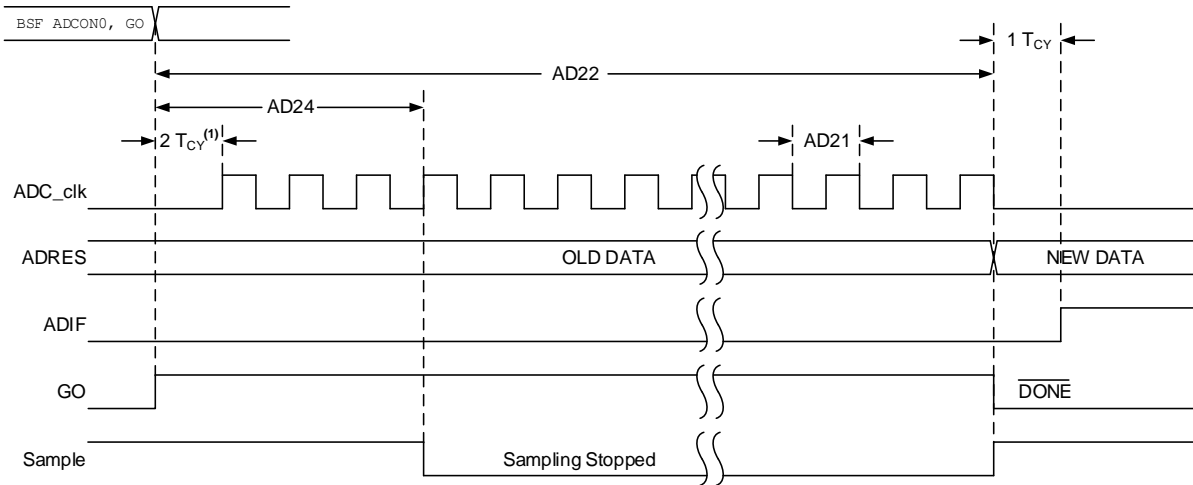 BSF ADCON0, GO
1 TCY
AD22
AD24
2 TCY(1)
AD21
ADC_clk
ADRES
OLD DATA
NEW DATA
ADIF
GO
DONE
Sample
Sampling Stopped